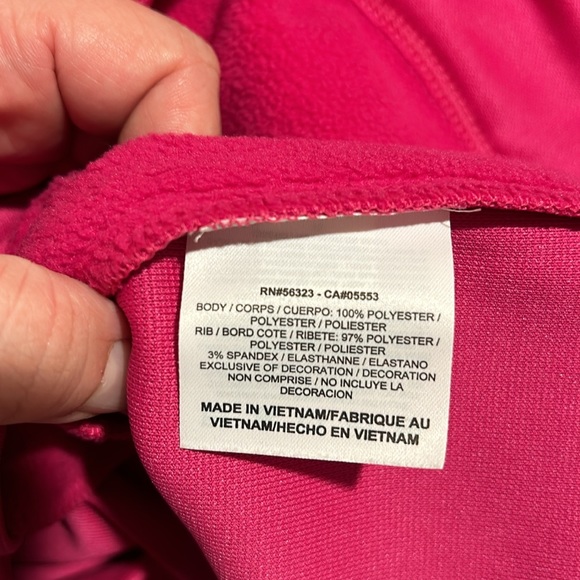 RN#56323 - CA#05553
BODY / CORPS / CUERPO: 100% POLYESTER /
POLYESTER / POLIESTER
RIB / BORD COTE / RIBETE: 97% POLYESTER /
POLYESTER / POLIESTER
3% SPANDEX / ELASTHANNE / ELASTANO
EXCLUSIVE OF DECORATION / DECORATION
NON COMPRISE / NO INCLUYE LA
DECORACION
MADE IN VIETNAM/FABRIQUE AU
VIETNAM/HECHO EN VIETNAM